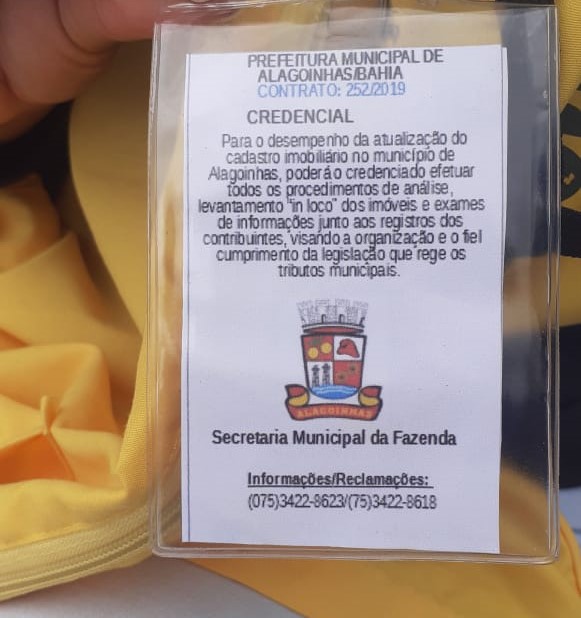 PREFEITURA MUNICIPAL DE
ALAGOINHAS/BAHIA
CONTRATO: 252/2019
CREDENCIAL
Para o desempenho da atualização do
cadastro imobiliário no município de
Alagoinhas, poderá o credenciado efetuar
todos os procedimentos de análise,
levantamento "in loco" dos imóveis e exames
de informações junto aos registros dos
contribuintes, visando a organização e o fiel
cumprimento da legislação que rege os
tributos municipais.
ALAGOINHAS
Secretaria Municipal da Fazenda
Informações/Reclamações:
(075)3422-8623/(75)3422-8618